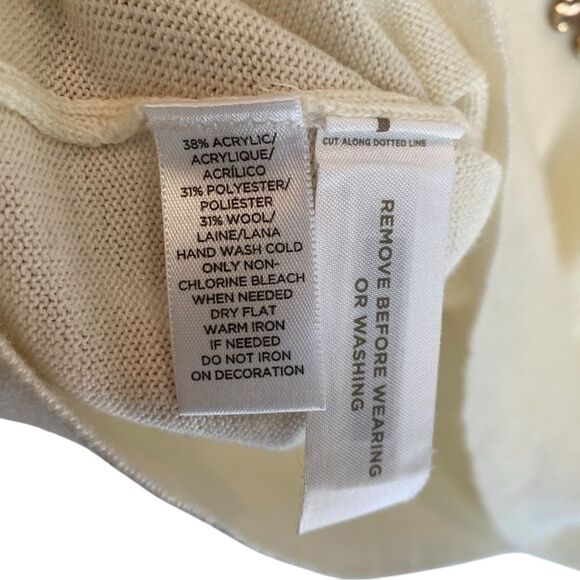 38% ACRYLIC/
ACRYLIQUE/
ACRÍLICO
31% POLYESTER/
POLIÉSTER
31% WOOL/
LAINE/LANA
HAND WASH COLD
ONLY NON-
CHLORINE BLEACH
WHEN NEEDED
DRY FLAT
WARM IRON
IF NEEDED
DO NOT IRON
ON DECORATION
CUT ALONG DOTTED LINE
REMOVE BEFORE WEARING
OR WASHING